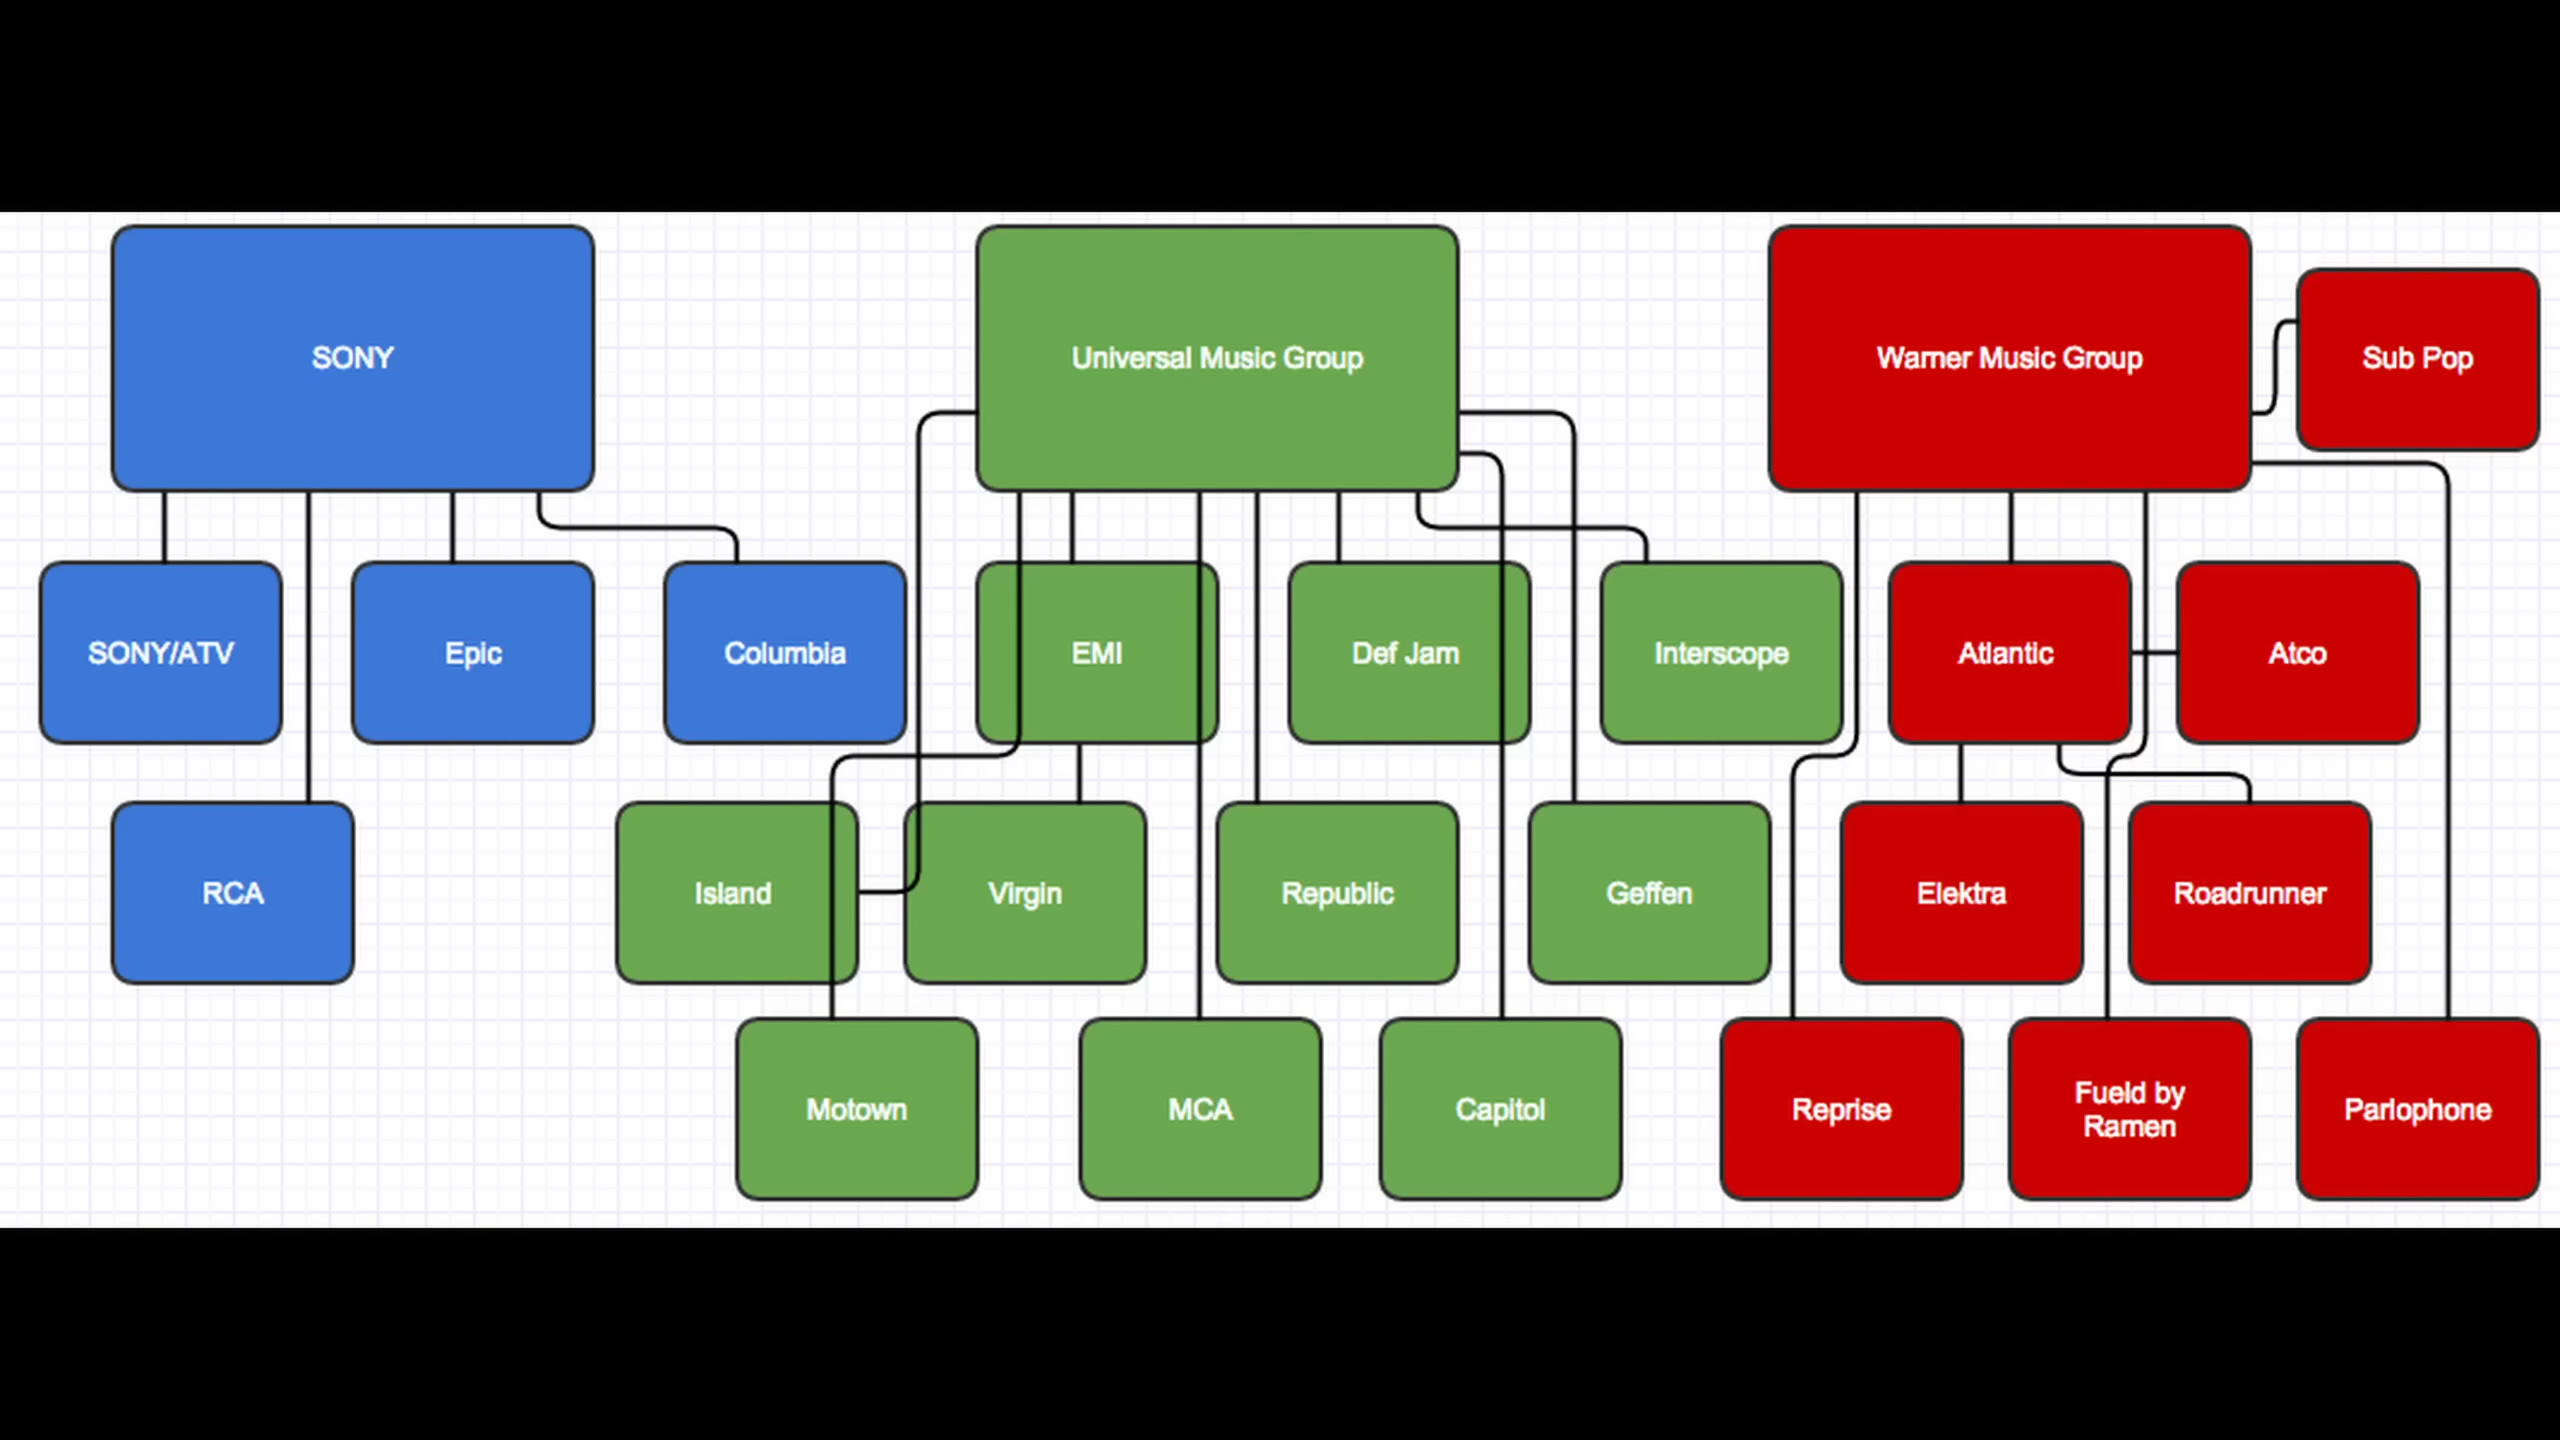 SONY
Universal Music Group
Warner Music Group
Sub Pop
SONY/ATV
Epic
Columbia
EMI
Def Jam
Interscope
Atlantic
Atco
RCA
Island
Virgin
Republic
Geffen
Elektra
Roadrunner
Motown
MCA
Capitol
Reprise
Fueld by
Ramen
Parlophone